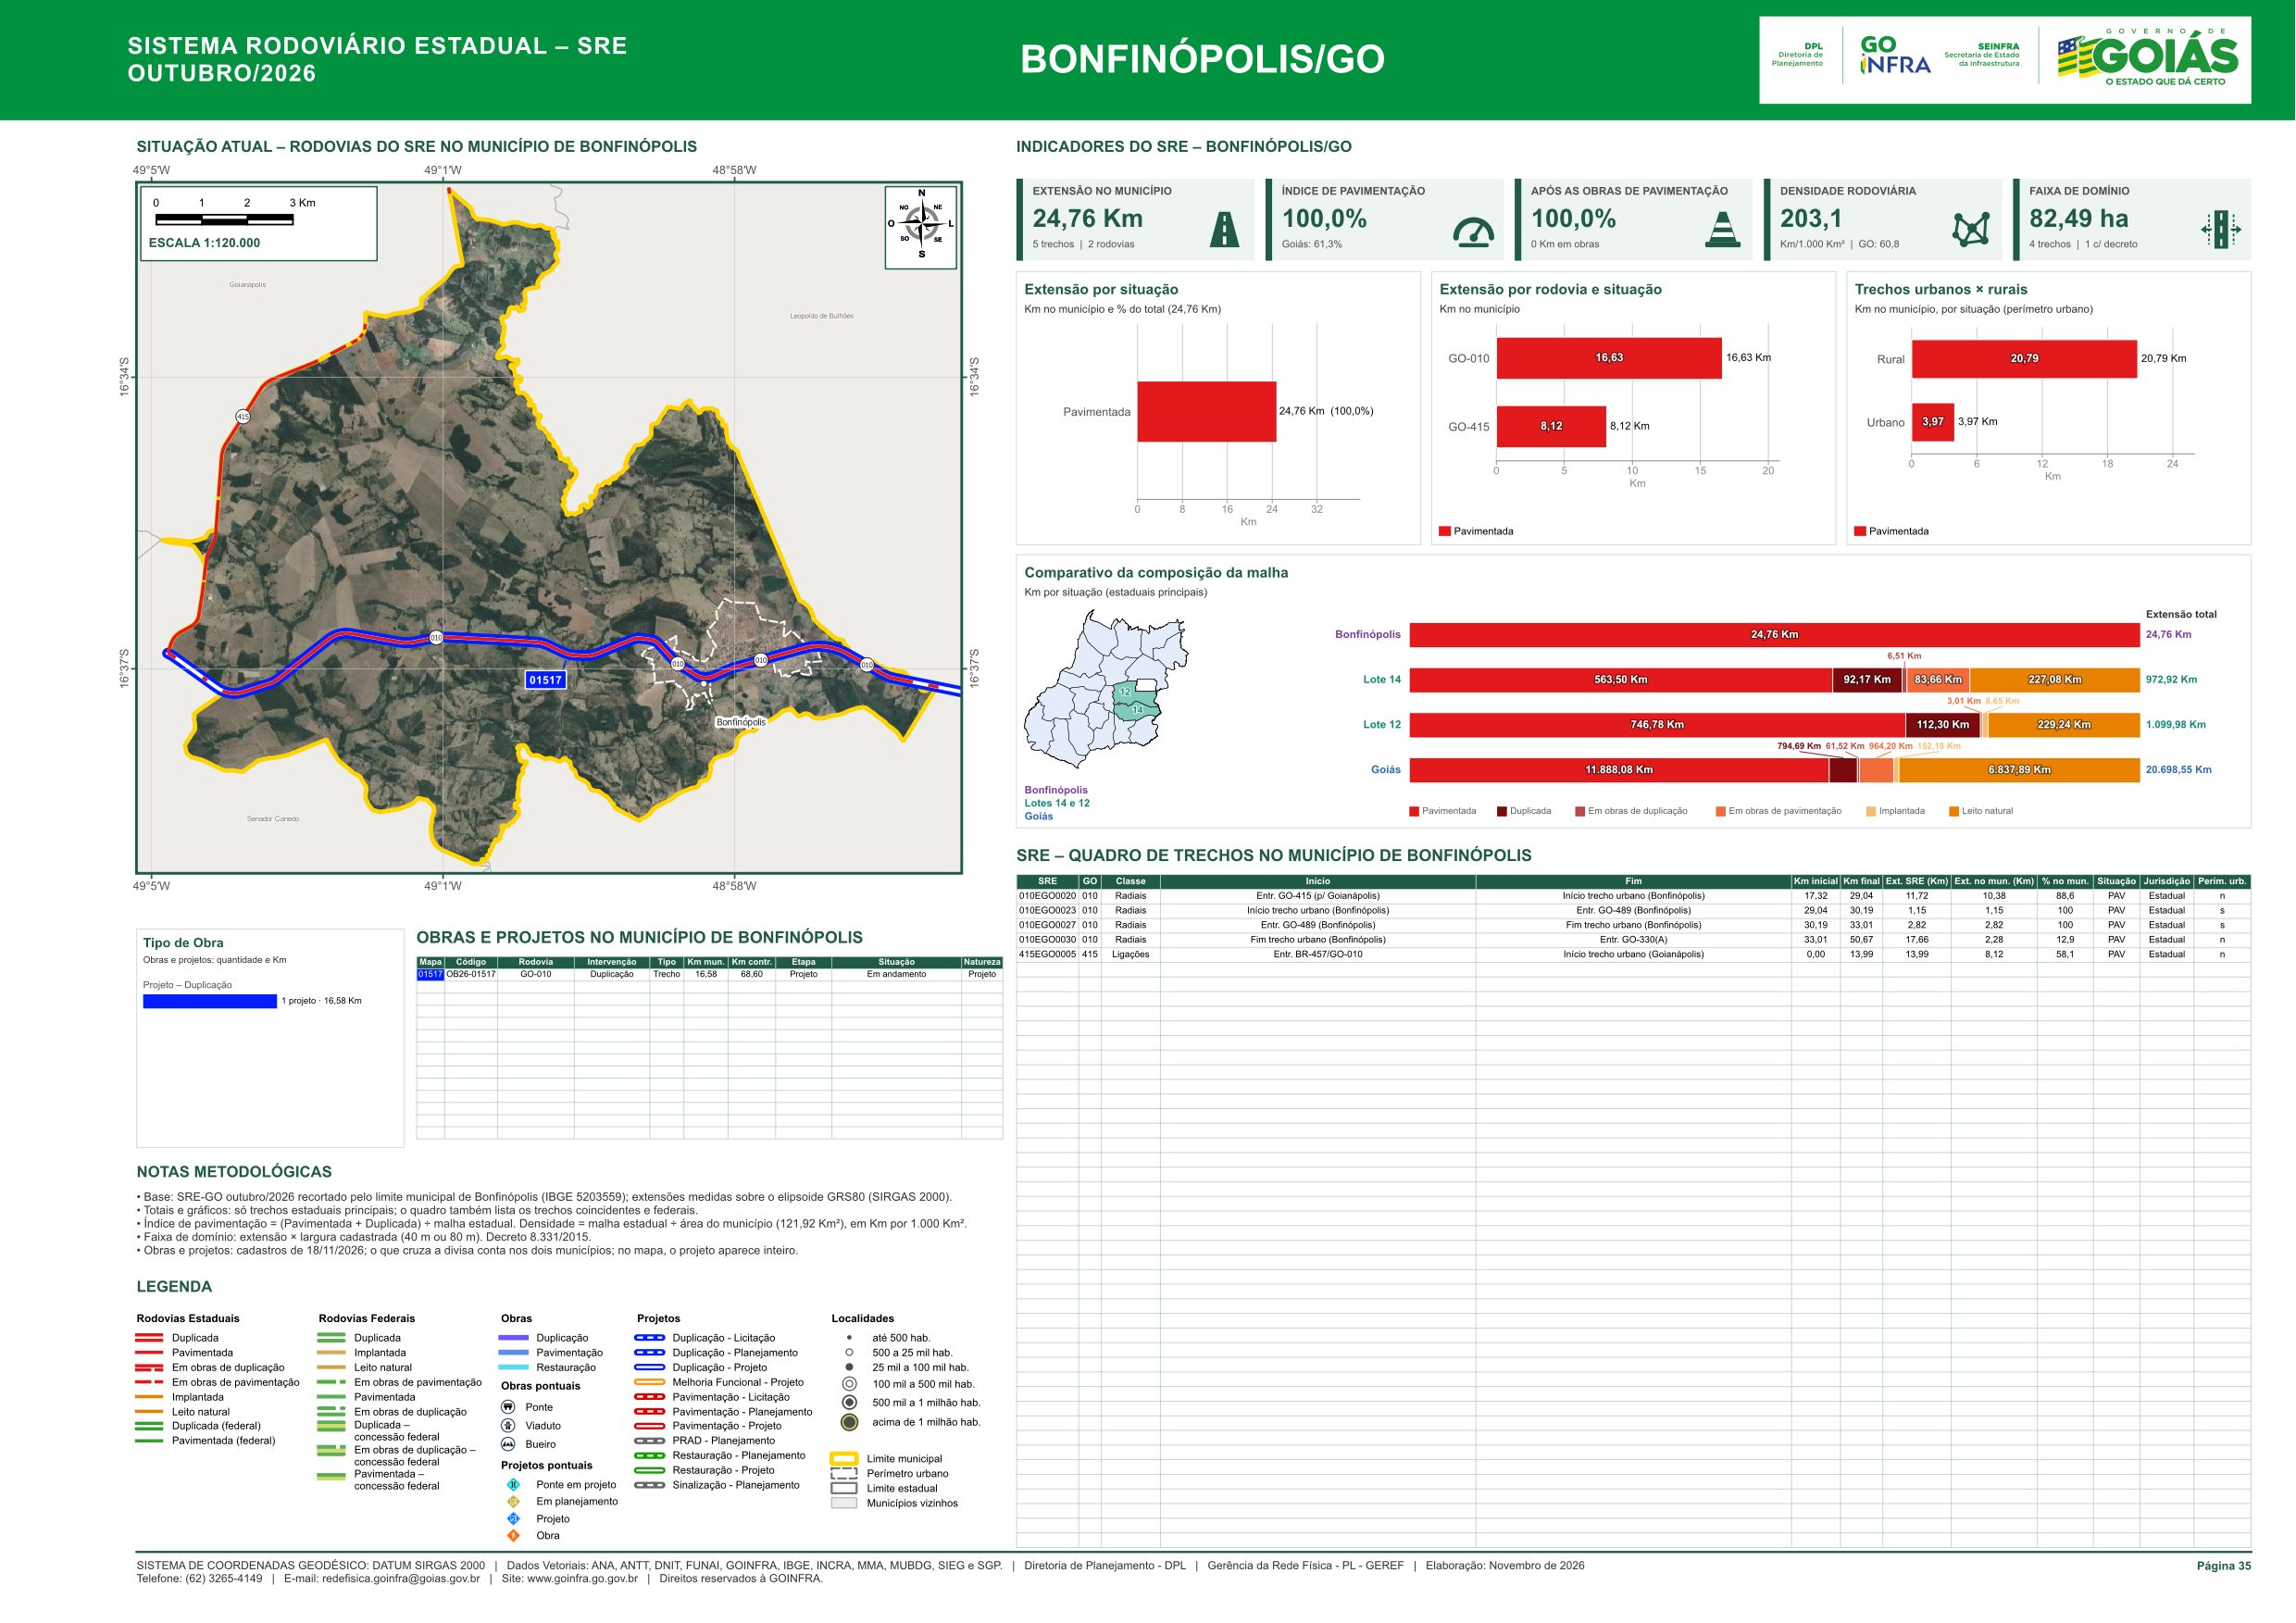 SISTEMA RODOVIÁRIO ESTADUAL – SRE
OUTUBRO/2026
BONFINÓPOLIS/GO
DPL
Diretoria de
Planejamento
GO
iNFRA
SEINFRA
Secretaria de Estado
da Infraestrutura
GOVERNO DE
GOIÁS
O ESTADO QUE DÁ CERTO
SITUAÇÃO ATUAL – RODOVIAS DO SRE NO MUNICÍPIO DE BONFINÓPOLIS
49°5'W 49°1'W 48°58'W
0 1 2 3 Km
ESCALA 1:120.000
N
NO NE
O L
SO SE
S
Goianápolis
Leopoldo de Bulhões
16°34'S 16°34'S
415
010
010
010
010
01517
16°37'S 16°37'S
Bonfinópolis
Senador Canedo
49°5'W 49°1'W 48°58'W
INDICADORES DO SRE – BONFINÓPOLIS/GO
EXTENSÃO NO MUNICÍPIO
24,76 Km
5 trechos | 2 rodovias
ÍNDICE DE PAVIMENTAÇÃO
100,0%
Goiás: 61,3%
APÓS AS OBRAS DE PAVIMENTAÇÃO
100,0%
0 Km em obras
DENSIDADE RODOVIÁRIA
203,1
Km/1.000 Km² | GO: 60,8
FAIXA DE DOMÍNIO
82,49 ha
4 trechos | 1 c/ decreto
Extensão por situação
Km no município e % do total (24,76 Km)
Pavimentada 24,76 Km (100,0%)
0 8 16 24 32
Km
Extensão por rodovia e situação
Km no município
GO-010 16,63 16,63 Km
GO-415 8,12 8,12 Km
0 5 10 15 20
Km
Pavimentada
Trechos urbanos × rurais
Km no município, por situação (perímetro urbano)
Rural 20,79 20,79 Km
Urbano 3,97 3,97 Km
0 6 12 18 24
Km
Pavimentada
Comparativo da composição da malha
Km por situação (estaduais principais)
12
14
Bonfinópolis
Lotes 14 e 12
Goiás
Extensão total
Bonfinópolis 24,76 Km 24,76 Km
6,51 Km
Lote 14 563,50 Km 92,17 Km 83,66 Km 227,08 Km 972,92 Km
3,01 Km 8,65 Km
Lote 12 746,78 Km 112,30 Km 229,24 Km 1.099,98 Km
794,69 Km 61,52 Km 964,20 Km 152,18 Km
Goiás 11.888,08 Km 6.837,89 Km 20.698,55 Km
Pavimentada Duplicada Em obras de duplicação Em obras de pavimentação Implantada Leito natural
SRE – QUADRO DE TRECHOS NO MUNICÍPIO DE BONFINÓPOLIS
SRE GO Classe Início Fim Km inicial Km final Ext. SRE (Km) Ext. no mun. (Km) % no mun. Situação Jurisdição Perím. urb.
010EGO0020 010 Radiais Entr. GO-415 (p/ Goianápolis) Início trecho urbano (Bonfinópolis) 17,32 29,04 11,72 10,38 88,6 PAV Estadual n
010EGO0023 010 Radiais Início trecho urbano (Bonfinópolis) Entr. GO-489 (Bonfinópolis) 29,04 30,19 1,15 1,15 100 PAV Estadual s
010EGO0027 010 Radiais Entr. GO-489 (Bonfinópolis) Fim trecho urbano (Bonfinópolis) 30,19 33,01 2,82 2,82 100 PAV Estadual s
010EGO0030 010 Radiais Fim trecho urbano (Bonfinópolis) Entr. GO-330(A) 33,01 50,67 17,66 2,28 12,9 PAV Estadual n
415EGO0005 415 Ligações Entr. BR-457/GO-010 Início trecho urbano (Goianápolis) 0,00 13,99 13,99 8,12 58,1 PAV Estadual n
Tipo de Obra
Obras e projetos: quantidade e Km
Projeto – Duplicação
1 projeto · 16,58 Km
OBRAS E PROJETOS NO MUNICÍPIO DE BONFINÓPOLIS
Mapa Código Rodovia Intervenção Tipo Km mun. Km contr. Etapa Situação Natureza
01517 OB26-01517 GO-010 Duplicação Trecho 16,58 68,60 Projeto Em andamento Projeto
NOTAS METODOLÓGICAS
• Base: SRE-GO outubro/2026 recortado pelo limite municipal de Bonfinópolis (IBGE 5203559); extensões medidas sobre o elipsoide GRS80 (SIRGAS 2000).
• Totais e gráficos: só trechos estaduais principais; o quadro também lista os trechos coincidentes e federais.
• Índice de pavimentação = (Pavimentada + Duplicada) ÷ malha estadual. Densidade = malha estadual ÷ área do município (121,92 Km²), em Km por 1.000 Km².
• Faixa de domínio: extensão × largura cadastrada (40 m ou 80 m). Decreto 8.331/2015.
• Obras e projetos: cadastros de 18/11/2026; o que cruza a divisa conta nos dois municípios; no mapa, o projeto aparece inteiro.
LEGENDA
Rodovias Estaduais
Duplicada
Pavimentada
Em obras de duplicação
Em obras de pavimentação
Implantada
Leito natural
Duplicada (federal)
Pavimentada (federal)
Rodovias Federais
Duplicada
Implantada
Leito natural
Em obras de pavimentação
Pavimentada
Em obras de duplicação
Duplicada –
concessão federal
Em obras de duplicação –
concessão federal
Pavimentada –
concessão federal
Obras
Duplicação
Pavimentação
Restauração
Obras pontuais
Ponte
Viaduto
Bueiro
Projetos pontuais
Ponte em projeto
Em planejamento
Projeto
Obra
Projetos
Duplicação - Licitação
Duplicação - Planejamento
Duplicação - Projeto
Melhoria Funcional - Projeto
Pavimentação - Licitação
Pavimentação - Planejamento
Pavimentação - Projeto
PRAD - Planejamento
Restauração - Planejamento
Restauração - Projeto
Sinalização - Planejamento
Localidades
até 500 hab.
500 a 25 mil hab.
25 mil a 100 mil hab.
100 mil a 500 mil hab.
500 mil a 1 milhão hab.
acima de 1 milhão hab.
Limite municipal
Perímetro urbano
Limite estadual
Municípios vizinhos
SISTEMA DE COORDENADAS GEODÉSICO: DATUM SIRGAS 2000 | Dados Vetoriais: ANA, ANTT, DNIT, FUNAI, GOINFRA, IBGE, INCRA, MMA, MUBDG, SIEG e SGP. | Diretoria de Planejamento - DPL | Gerência da Rede Física - PL - GEREF | Elaboração: Novembro de 2026
Página 35
Telefone: (62) 3265-4149 | E-mail: redefisica.goinfra@goias.gov.br | Site: www.goinfra.go.gov.br | Direitos reservados à GOINFRA.